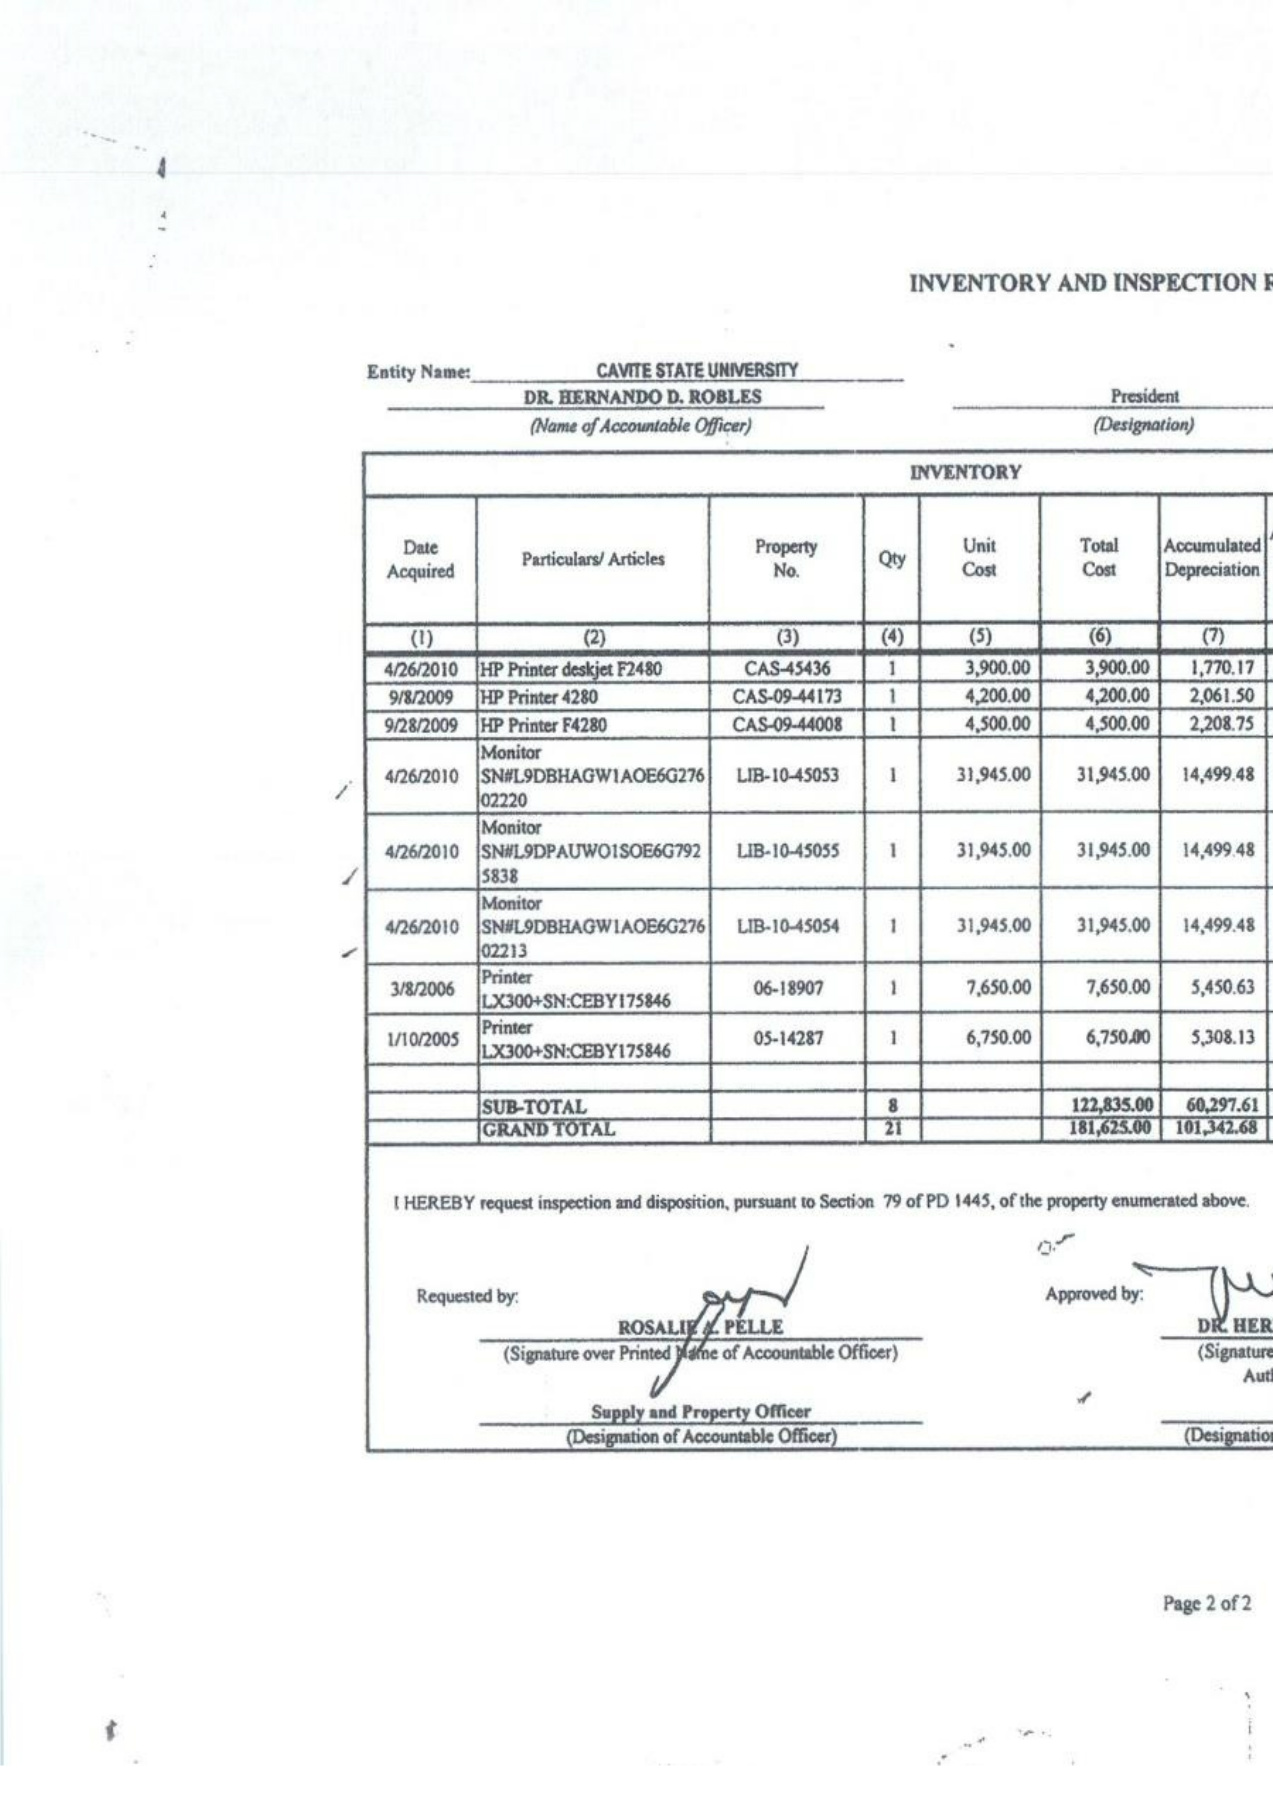 INVENTORY AND INSPECTION
Entity Name: CAVITE STATE UNIVERSITY
DR. HERNANDO D. ROBLES President
(Name of Accountable Officer) (Designation)
INVENTORY
Date Acquired Particulars/ Articles Property No. Qty Unit Cost Total Cost Accumulated Depreciation
(1) (2) (3) (4) (5) (6) (7)
4/26/2010 HP Printer deskjet F2480 CAS-45436 1 3,900.00 3,900.00 1,770.17
9/8/2009 HP Printer 4280 CAS-09-44173 1 4,200.00 4,200.00 2,061.50
9/28/2009 HP Printer F4280 CAS-09-44008 1 4,500.00 4,500.00 2,208.75
Monitor
4/26/2010 SN#L9DBHAGW1AOE6G276 LIB-10-45053 1 31,945.00 31,945.00 14,499.48
02220
Monitor
4/26/2010 SN#L9DPAUWO1SOE6G792 LIB-10-45055 1 31,945.00 31,945.00 14,499.48
5838
Monitor
4/26/2010 SN#L9DBHAGW1AOE6G276 LIB-10-45054 1 31,945.00 31,945.00 14,499.48
02213
Printer
3/8/2006 LX300+SN:CEBY175846 06-18907 1 7,650.00 7,650.00 5,450.63
Printer
1/10/2005 LX300+SN:CEBY175846 05-14287 1 6,750.00 6,750.00 5,308.13
SUB-TOTAL 8 122,835.00 60,297.61
GRAND TOTAL 21 181,625.00 101,342.68
I HEREBY request inspection and disposition, pursuant to Section 79 of PD 1445, of the property enumerated above.
Requested by: Approved by:
ROSALIE A. PELLE DR. HER
(Signature over Printed Name of Accountable Officer) (Signature
Aut
Supply and Property Officer
(Designation of Accountable Officer) (Designatio
Page 2 of 2